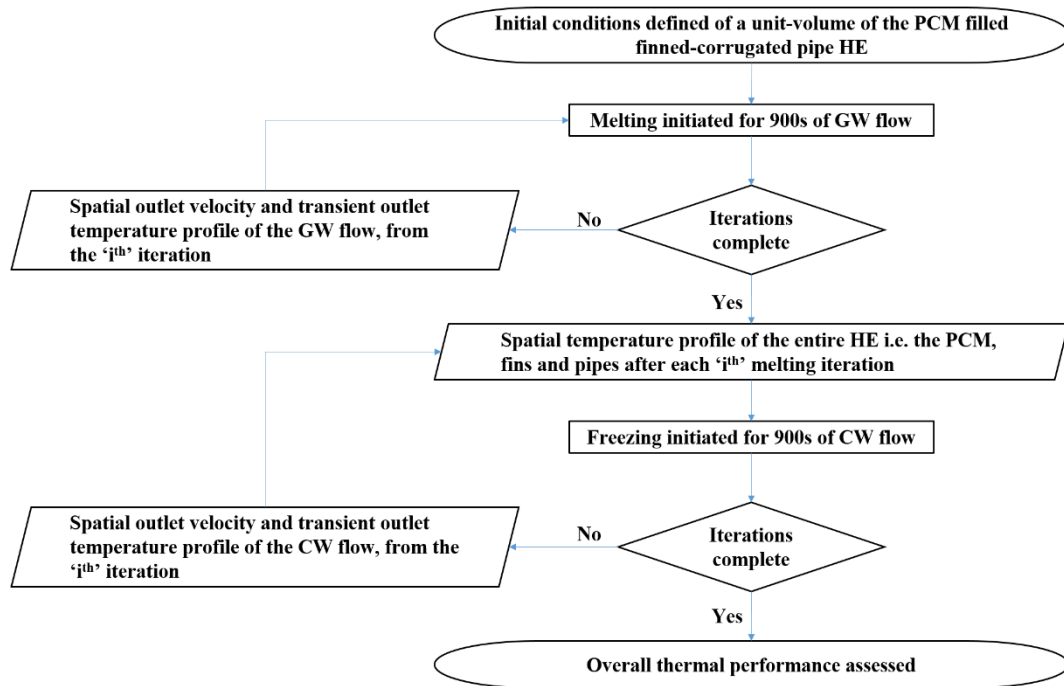 Initial conditions defined of a unit-volume of the PCM filled
finned-corrugated pipe HE
Melting initiated for 900s of GW flow
Spatial outlet velocity and transient outlet
temperature profile of the GW flow, from
the ‘iᵗʰ’ iteration
No
Iterations
complete
Yes
Spatial temperature profile of the entire HE i.e. the PCM,
fins and pipes after each ‘iᵗʰ’ melting iteration
Freezing initiated for 900s of CW flow
Spatial outlet velocity and transient outlet
temperature profile of the CW flow, from the
‘iᵗʰ’ iteration
No
Iterations
complete
Yes
Overall thermal performance assessed